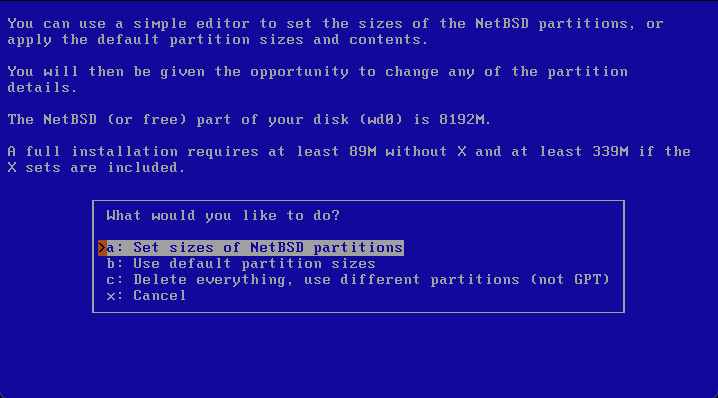 You can use a simple editor to set the sizes of the NetBSD partitions, or
apply the default partition sizes and contents.
You will then be given the opportunity to change any of the partition
details.
The NetBSD (or free) part of your disk (wd0) is 8192M.
A full installation requires at least 89M without X and at least 339M if the
X sets are included.
What would you like to do?
>a: Set sizes of NetBSD partitions
b: Use default partition sizes
c: Delete everything, use different partitions (not GPT)
x: Cancel